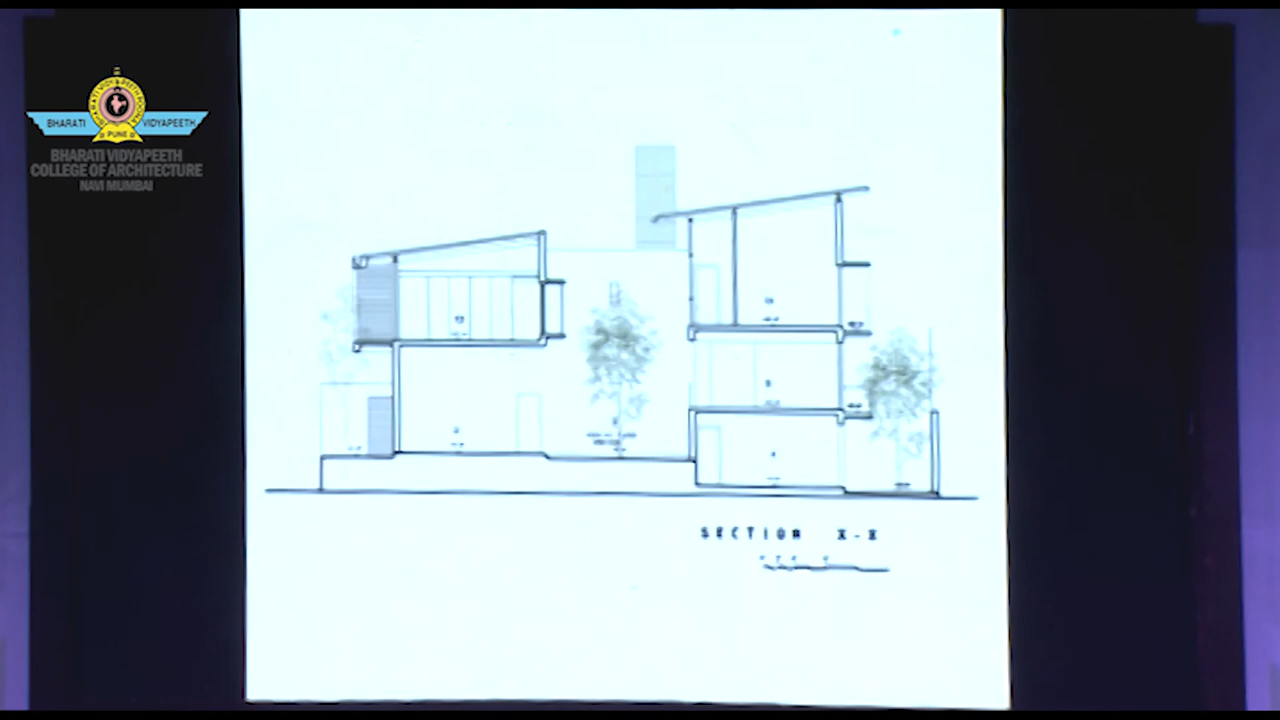 BHARATI VIDYAPEETH
PUNE
BHARATI VIDYAPEETH
COLLEGE OF ARCHITECTURE
NAVI MUMBAI
SECTION X-X